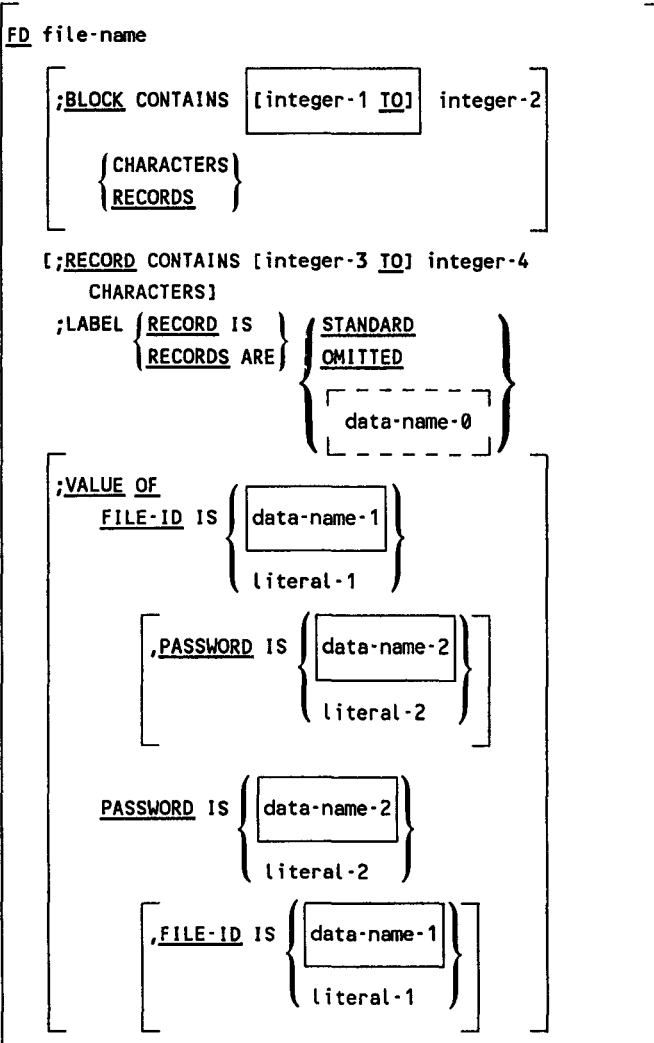 FD file-name
;BLOCK CONTAINS [integer-1 TO] integer-2
CHARACTERS
RECORDS
[;RECORD CONTAINS [integer-3 TO] integer-4
CHARACTERS]
;LABEL RECORD IS STANDARD
RECORDS ARE OMITTED
data-name-0
;VALUE OF
FILE-ID IS data-name-1
literal-1
,PASSWORD IS data-name-2
literal-2
PASSWORD IS data-name-2
literal-2
,FILE-ID IS data-name-1
literal-1